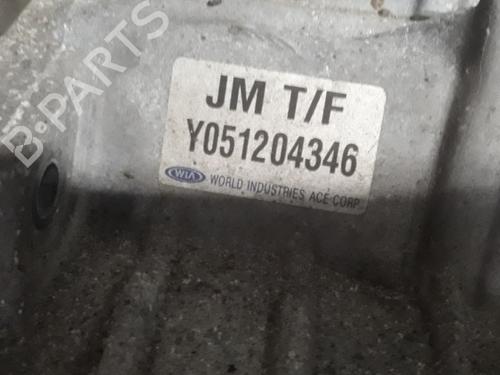 B-PARTS
JM T/F
Y051204346
WIA WORLD INDUSTRIES ACE CORP